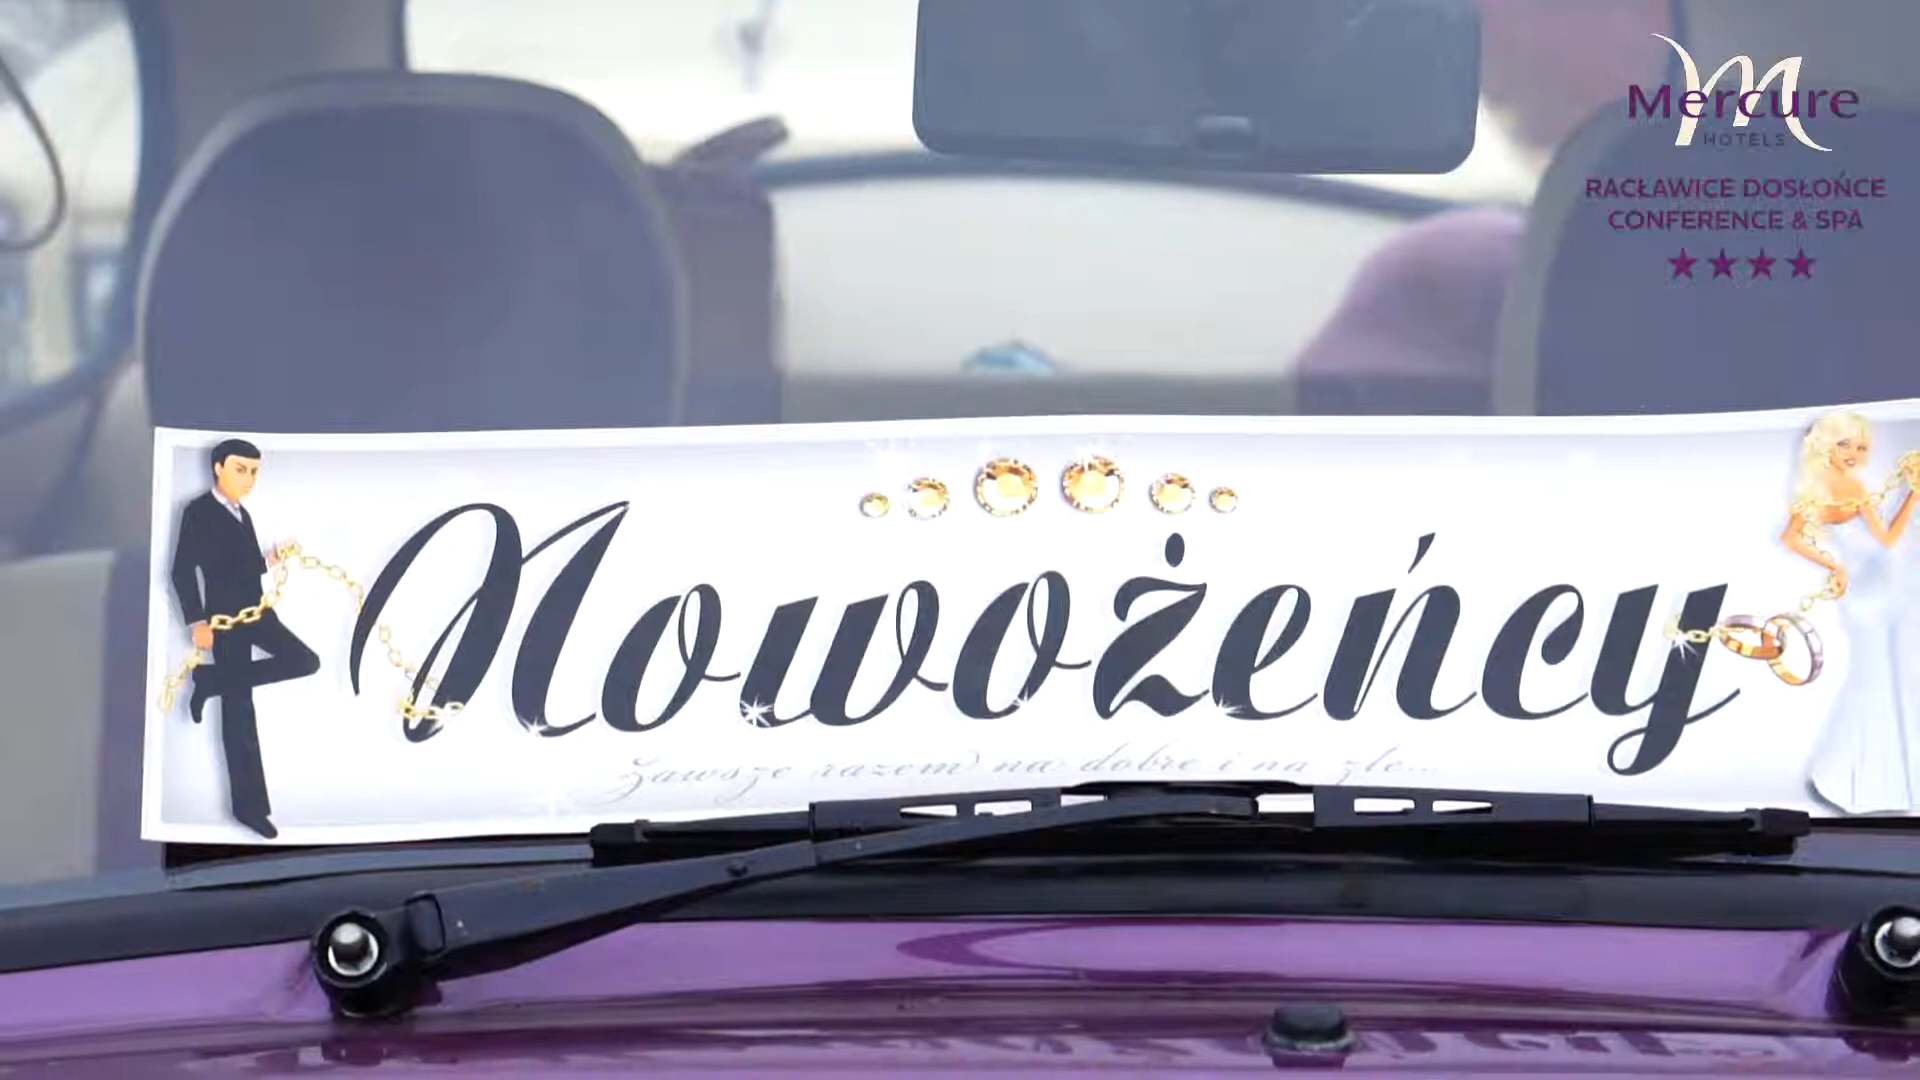 Mercure
HOTELS
RACŁAWICE DOSŁOŃCE
CONFERENCE & SPA
Nowożeńcy
Zawsze razem na dobre i na złe...